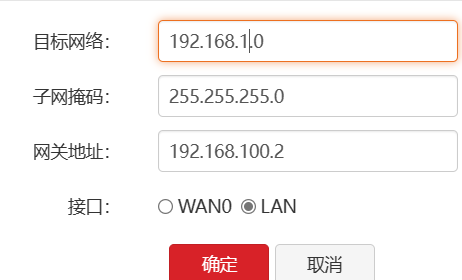 目标网络： 192.168.1.0
子网掩码： 255.255.255.0
网关地址： 192.168.100.2
接口： WAN0 LAN
确定 取消